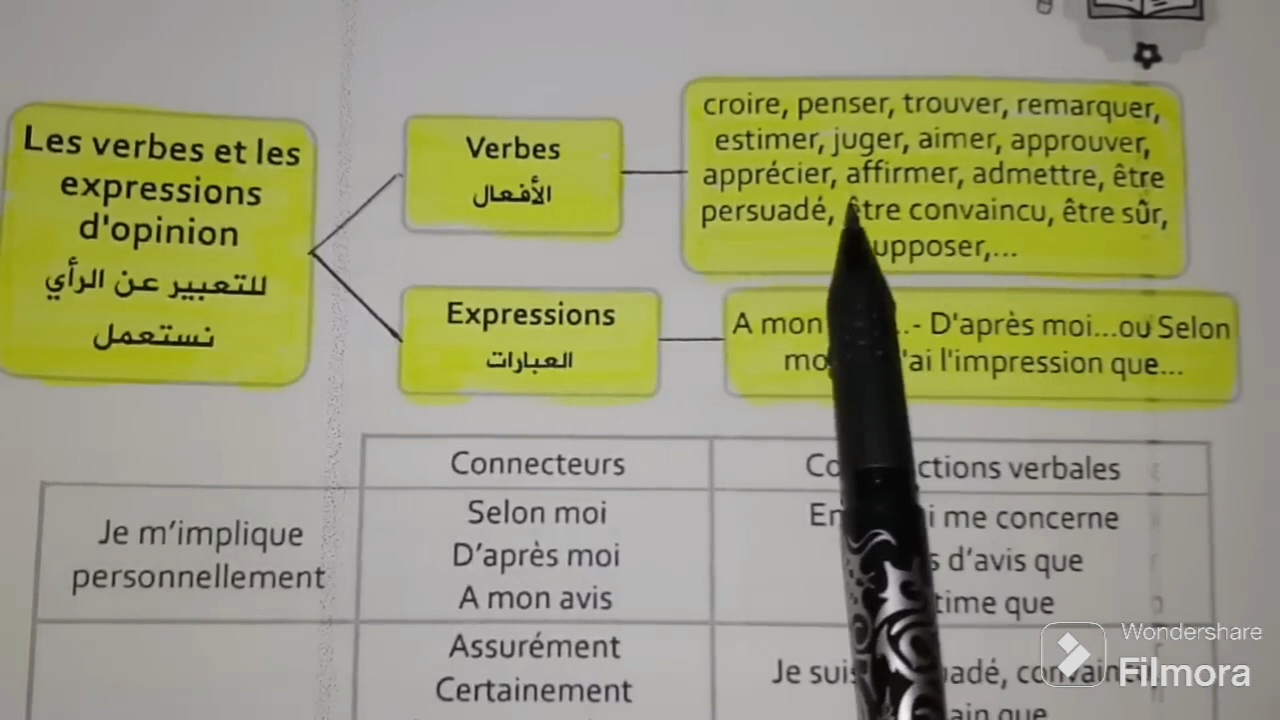 Les verbes et les
expressions
d'opinion
للتعبير عن الرأي
نستعمل
Verbes
الأفعال
croire, penser, trouver, remarquer,
estimer, juger, aimer, approuver,
apprécier, affirmer, admettre, être
persuadé, être convaincu, être sûr,
upposer,...
Expressions
العبارات
A mon ..- D'après moi...ou Selon
mo 'ai l'impression que...
Connecteurs
Co ctions verbales
Je m'implique
personnellement
Selon moi
D'après moi
A mon avis
En i me concerne
s d'avis que
time que
Assurément
Certainement
Je suis uadé, convain
ain que
Wondershare
Filmora